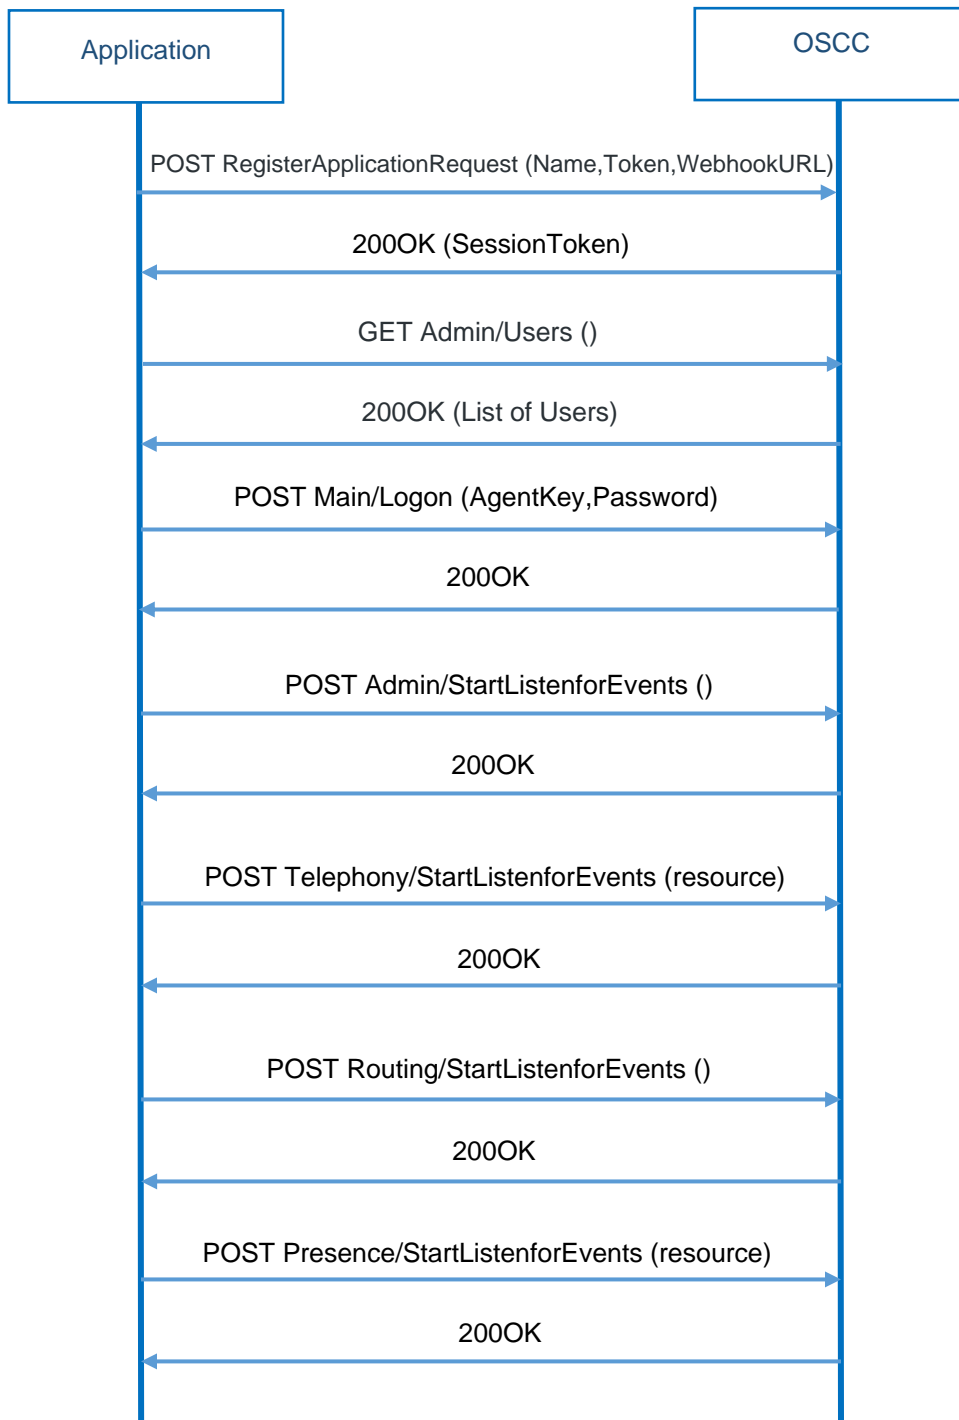 Application
OSCC
POST RegisterApplicationRequest (Name,Token,WebhookURL)
200OK (SessionToken)
GET Admin/Users ()
200OK (List of Users)
POST Main/Logon (AgentKey,Password)
200OK
POST Admin/StartListenforEvents ()
200OK
POST Telephony/StartListenforEvents (resource)
200OK
POST Routing/StartListenforEvents ()
200OK
POST Presence/StartListenforEvents (resource)
200OK